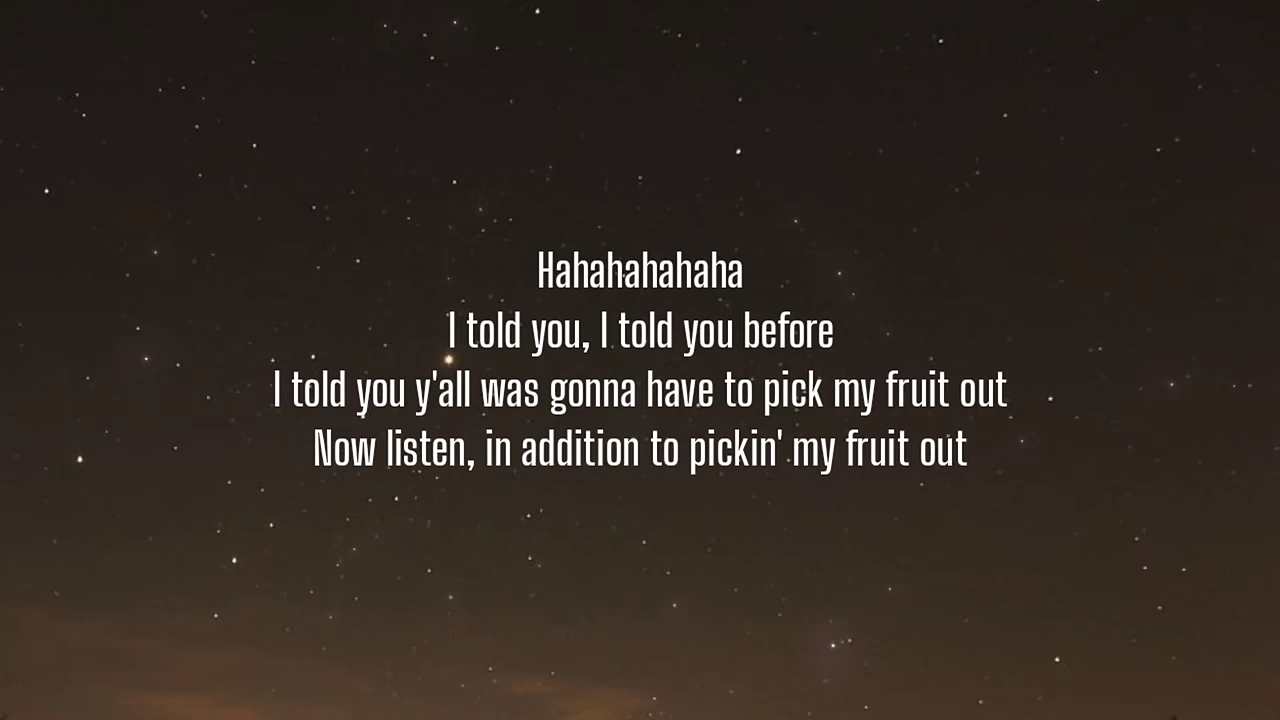 Hahahahahaha
I told you, I told you before
I told you y'all was gonna have to pick my fruit out
Now listen, in addition to pickin' my fruit out